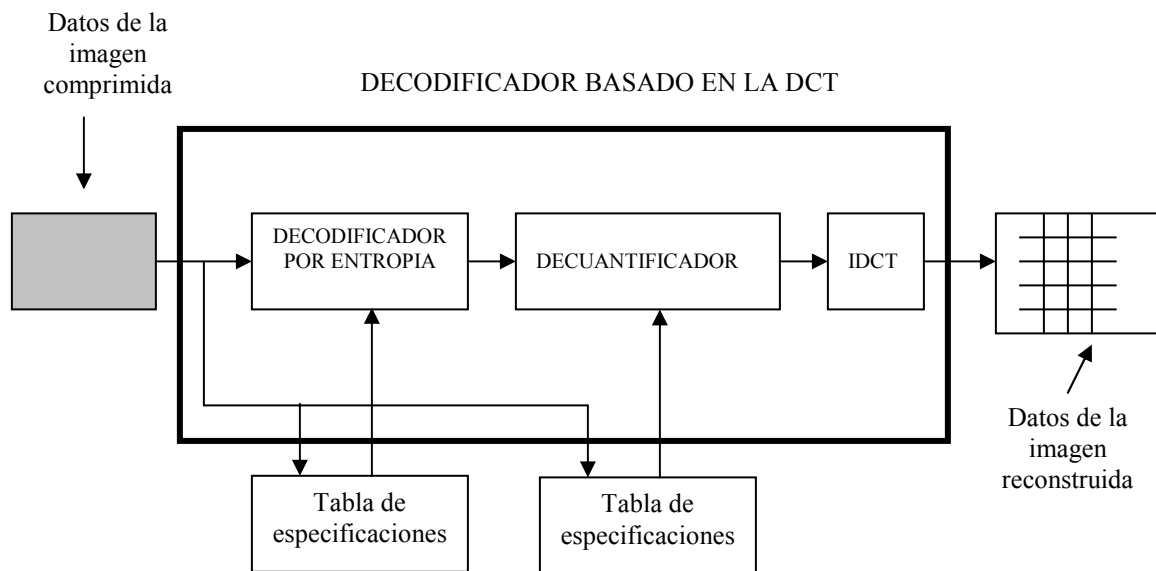 Datos de la
imagen
comprimida
DECODIFICADOR BASADO EN LA DCT
DECODIFICADOR
POR ENTROPIA
DECUANTIFICADOR
IDCT
Datos de la
imagen
reconstruida
Tabla de
especificaciones
Tabla de
especificaciones